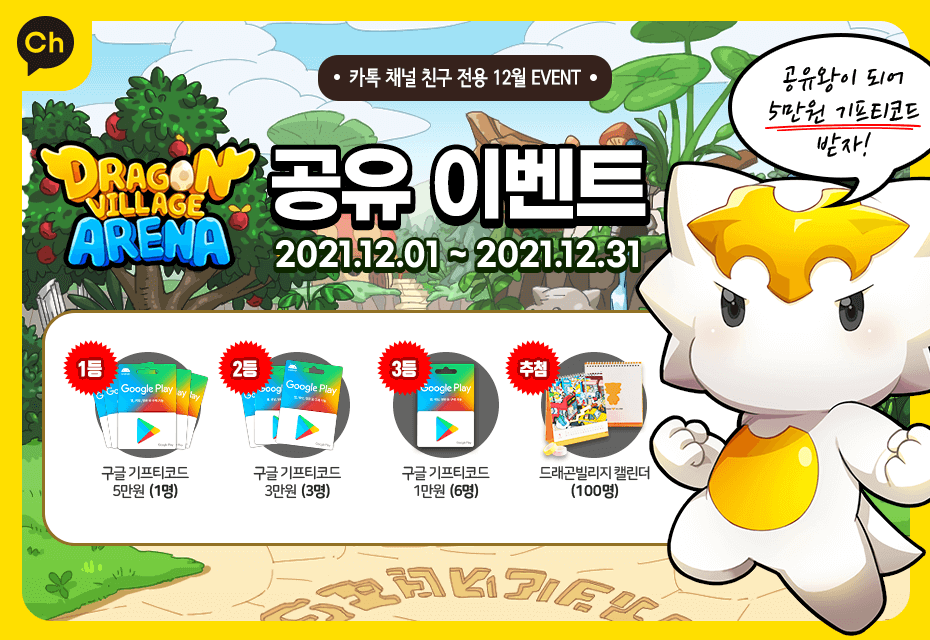 Ch
• 카톡 채널 친구 전용 12월 EVENT •
공유왕이 되어
5만원 기프티코드
받자!
DRAGON
VILLAGE
ARENA
공유 이벤트
2021.12.01 ~ 2021.12.31
1등
Google Play
구글 기프티코드
5만원 (1명)
2등
Google Play
구글 기프티코드
3만원 (3명)
3등
Google Play
구글 기프티코드
1만원 (6명)
추첨
드래곤빌리지 캘린더
(100명)